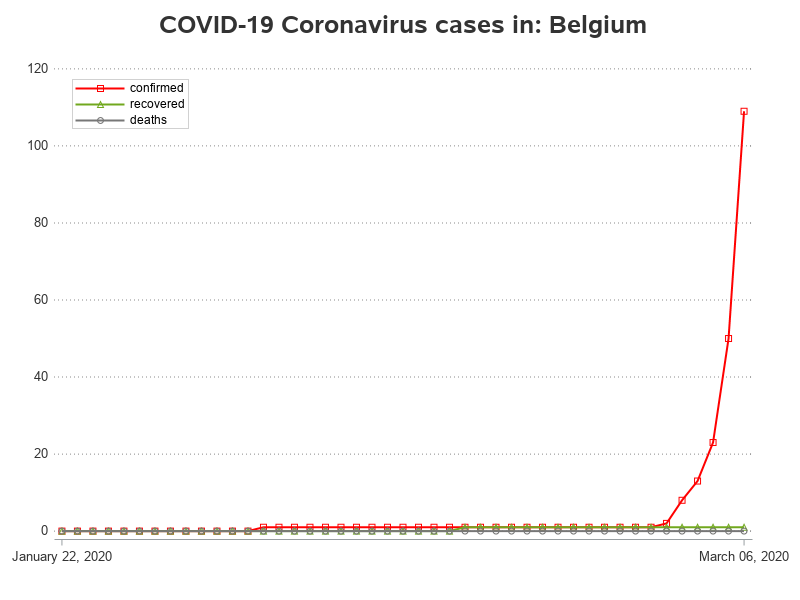 COVID-19 Coronavirus cases in: Belgium
120
confirmed
recovered
deaths
100
80
60
40
20
0
January 22, 2020
March 06, 2020